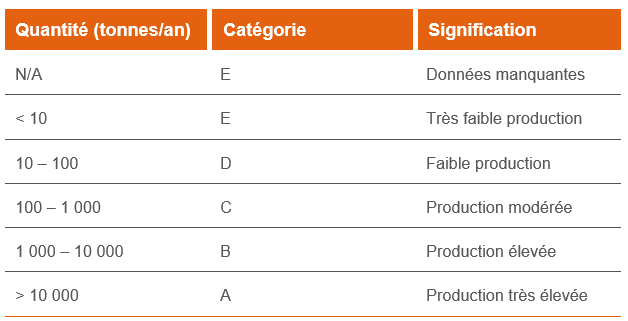 Quantité (tonnes/an) Catégorie Signification
N/A E Données manquantes
< 10 E Très faible production
10 – 100 D Faible production
100 – 1 000 C Production modérée
1 000 – 10 000 B Production élevée
> 10 000 A Production très élevée